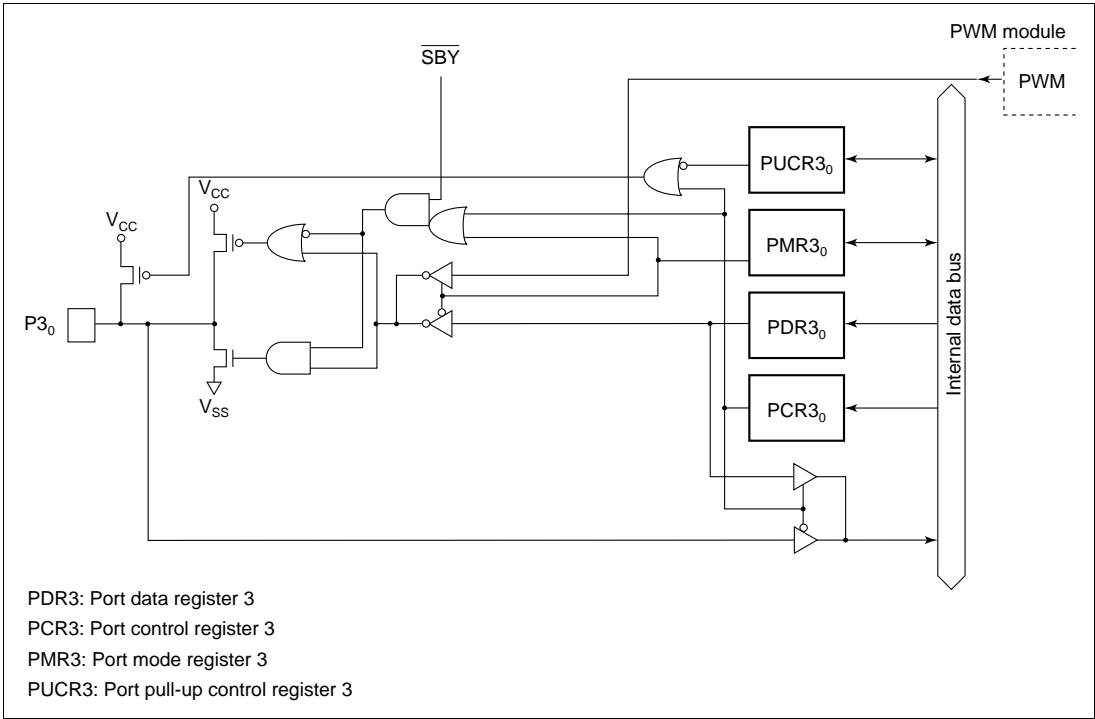 PWM module
SBY
PWM
PUCR3₀
V_CC
V_CC
PMR3₀
Internal data bus
P3₀
PDR3₀
V_SS
PCR3₀
PDR3: Port data register 3
PCR3: Port control register 3
PMR3: Port mode register 3
PUCR3: Port pull-up control register 3